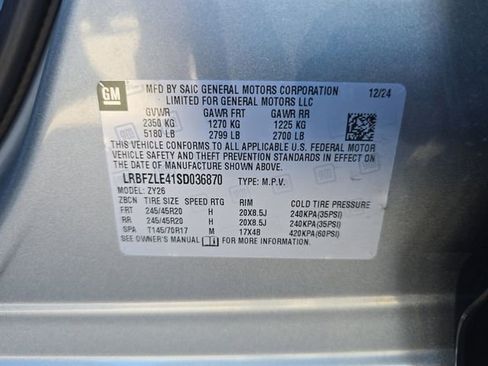 GM
MFD BY SAIC GENERAL MOTORS CORPORATION 12/24
LIMITED FOR GENERAL MOTORS LLC
GVWR GAWR FRT GAWR RR
2350 KG 1270 KG 1225 KG
5180 LB 2799 LB 2700 LB
THIS VEHICLE CONFORMS TO ALL APPLICABLE U.S. FEDERAL MOTOR
VEHICLE SAFETY AND THEFT PREVENTION STANDARDS IN EFFECT ON
THE DATE OF MANUFACTURE SHOWN ABOVE.
LRBFZLE41SD036870 TYPE: M.P.V.
MODEL: ZY26
ZBCN TIRE SIZE SPEED RTG RIM COLD TIRE PRESSURE
FRT 245/45R20 H 20X8.5J 240KPA(35PSI)
RR 245/45R20 H 20X8.5J 240KPA(35PSI)
SPA T145/70R17 M 17X4B 420KPA(60PSI)
SEE OWNER'S MANUAL FOR MORE INFORMATION